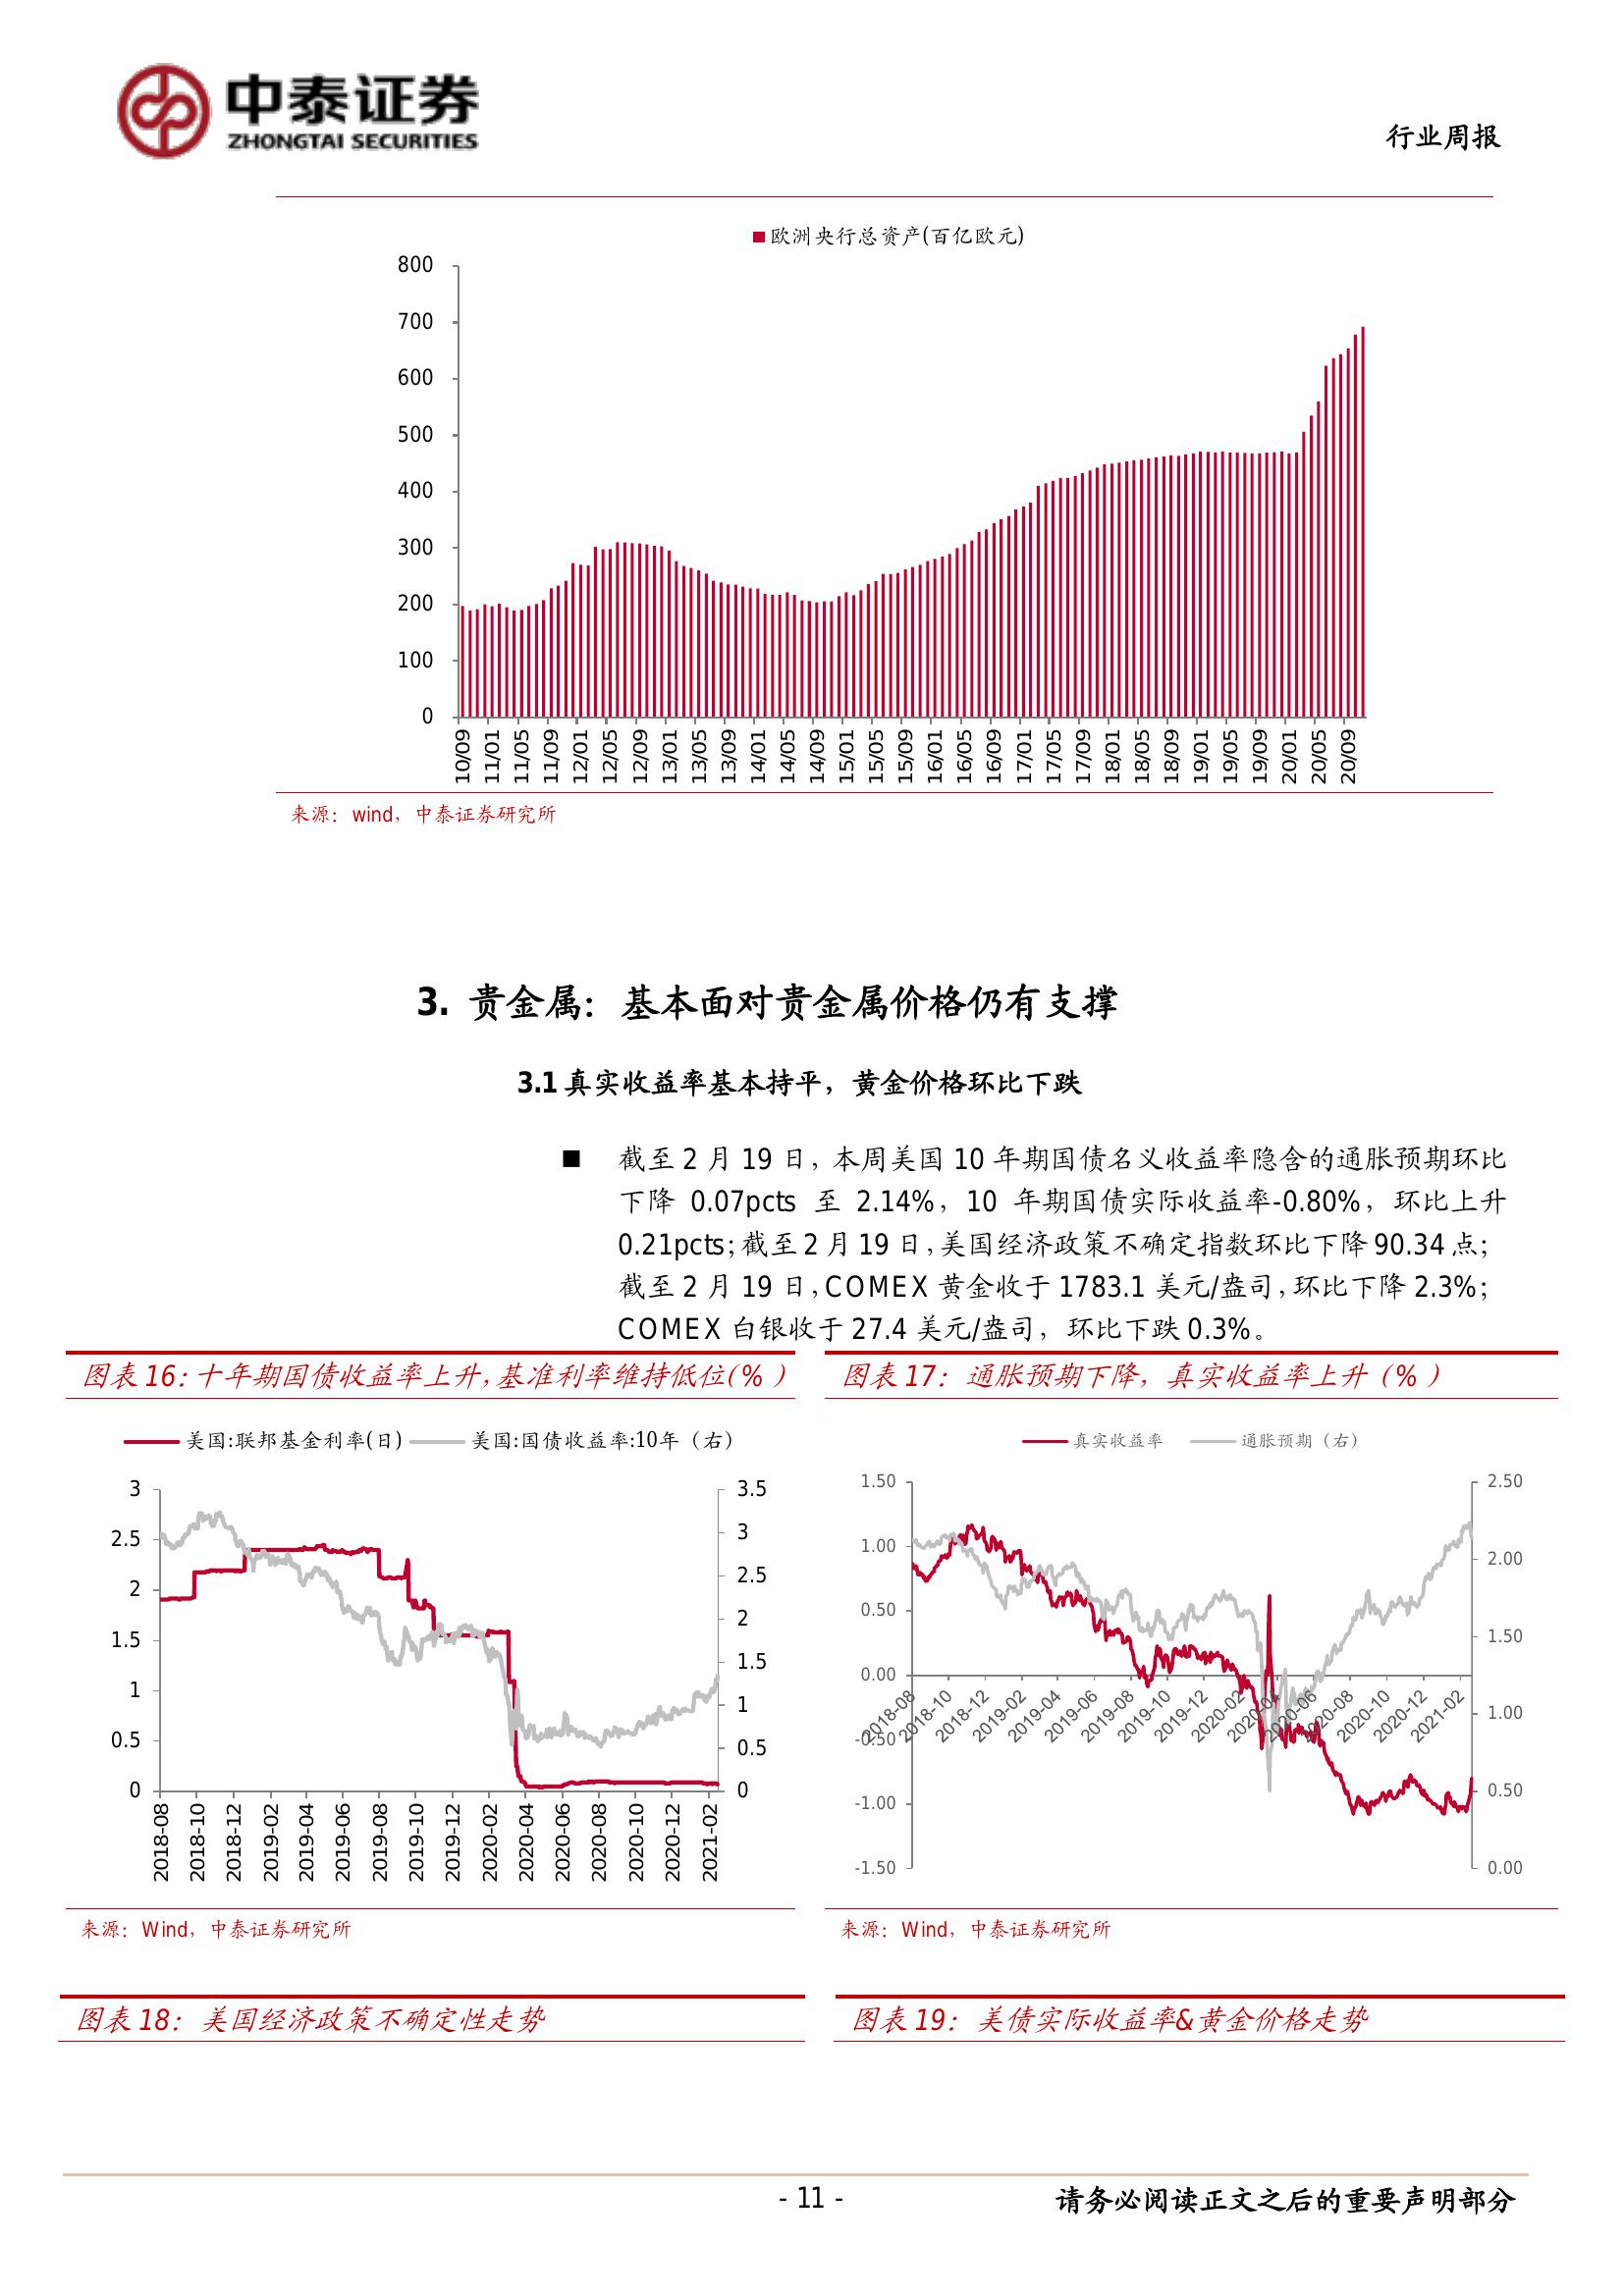 中泰证券
ZHONGTAI SECURITIES
行业周报
欧洲央行总资产(百亿欧元)
800
700
600
500
400
300
200
100
0
10/09 11/01 11/05 11/09 12/01 12/05 12/09 13/01 13/05 13/09 14/01 14/05 14/09 15/01 15/05 15/09 16/01 16/05 16/09 17/01 17/05 17/09 18/01 18/05 18/09 19/01 19/05 19/09 20/01 20/05 20/09
来源：wind，中泰证券研究所
3. 贵金属：基本面对贵金属价格仍有支撑
3.1 真实收益率基本持平，黄金价格环比下跌
■ 截至 2 月 19 日，本周美国 10 年期国债名义收益率隐含的通胀预期环比
下降 0.07pcts 至 2.14%，10 年期国债实际收益率-0.80%，环比上升
0.21pcts；截至 2 月 19 日，美国经济政策不确定指数环比下降 90.34 点；
截至 2 月 19 日，COMEX 黄金收于 1783.1 美元/盎司，环比下降 2.3%；
COMEX 白银收于 27.4 美元/盎司，环比下跌 0.3%。
图表 16：十年期国债收益率上升，基准利率维持低位(%）
美国:联邦基金利率(日) 美国:国债收益率:10年（右）
3
2.5
2
1.5
1
0.5
0
3.5
3
2.5
2
1.5
1
0.5
0
2018-08 2018-10 2018-12 2019-02 2019-04 2019-06 2019-08 2019-10 2019-12 2020-02 2020-04 2020-06 2020-08 2020-10 2020-12 2021-02
来源：Wind，中泰证券研究所
图表 17：通胀预期下降，真实收益率上升（%）
真实收益率 通胀预期（右）
1.50
1.00
0.50
0.00
-0.50
-1.00
-1.50
2.50
2.00
1.50
1.00
0.50
0.00
2018-08 2018-10 2018-12 2019-02 2019-04 2019-06 2019-08 2019-10 2019-12 2020-02 2020-04 2020-06 2020-08 2020-10 2020-12 2021-02
来源：Wind，中泰证券研究所
图表 18：美国经济政策不确定性走势
图表 19：美债实际收益率&黄金价格走势
- 11 -
请务必阅读正文之后的重要声明部分